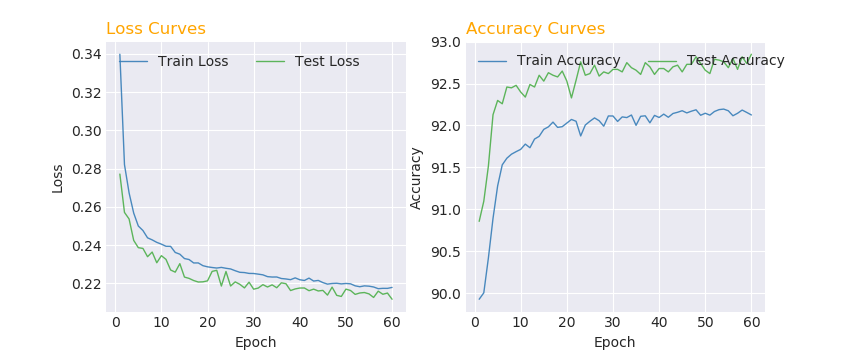 Loss Curves
Train Loss
Test Loss
0.34
0.32
0.30
0.28
0.26
0.24
0.22
Loss
0
10
20
30
40
50
60
Epoch
Accuracy Curves
Train Accuracy
Test Accuracy
93.0
92.5
92.0
91.5
91.0
90.5
90.0
Accuracy
0
10
20
30
40
50
60
Epoch